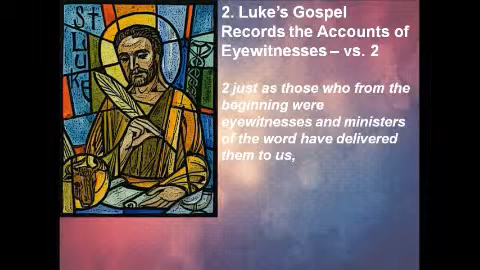 ST
LUKE
2. Luke's Gospel
Records the Accounts of
Eyewitnesses – vs. 2
2 just as those who from the
beginning were
eyewitnesses and ministers
of the word have delivered
them to us,